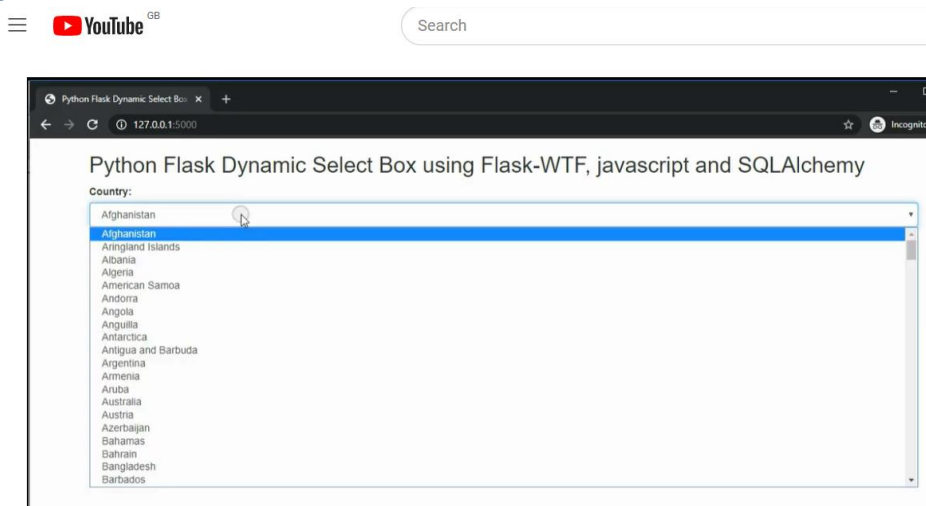 YouTube GB
Search
Python Flask Dynamic Select Box
127.0.0.1:5000
Incognito
Python Flask Dynamic Select Box using Flask-WTF, javascript and SQLAlchemy
Country:
Afghanistan
Afghanistan
Aringland Islands
Albania
Algeria
American Samoa
Andorra
Angola
Anguilla
Antarctica
Antigua and Barbuda
Argentina
Armenia
Aruba
Australia
Austria
Azerbaijan
Bahamas
Bahrain
Bangladesh
Barbados